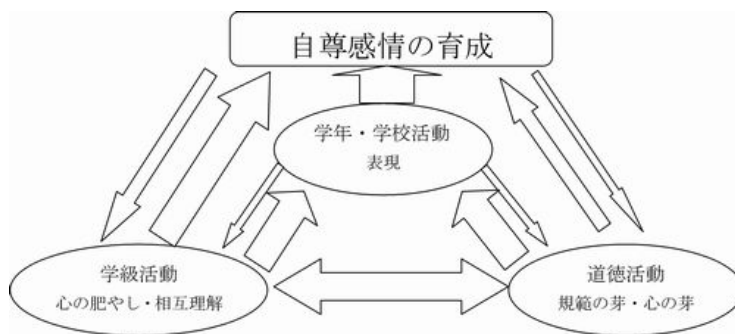 自尊感情の育成
学年・学校活動
表現
学級活動
心の肥やし・相互理解
道徳活動
規範の芽・心の芽